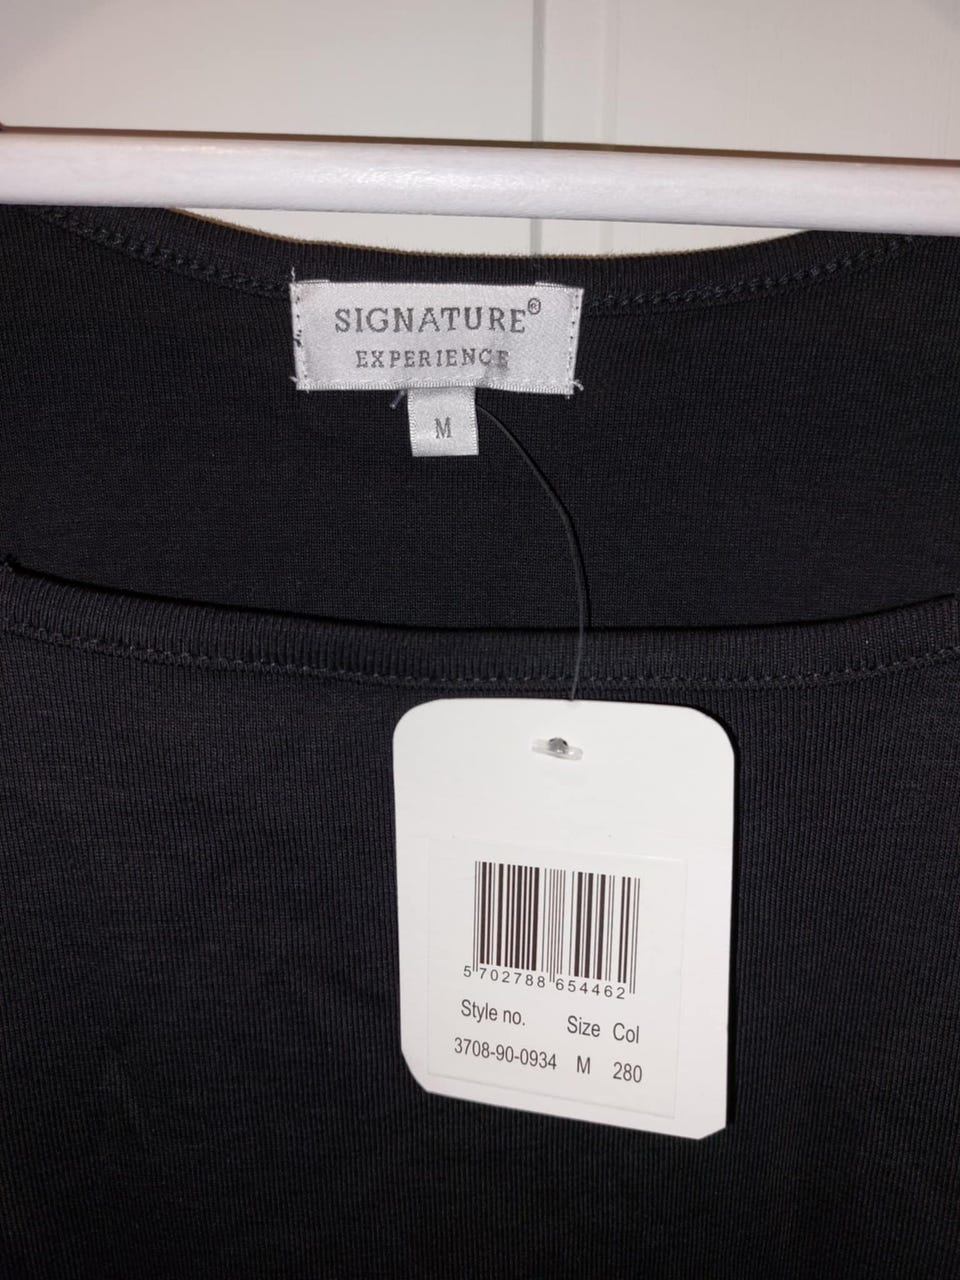 SIGNATURE®
EXPERIENCE
M
5 702788 654462
Style no. Size Col
3708-90-0934 M 280